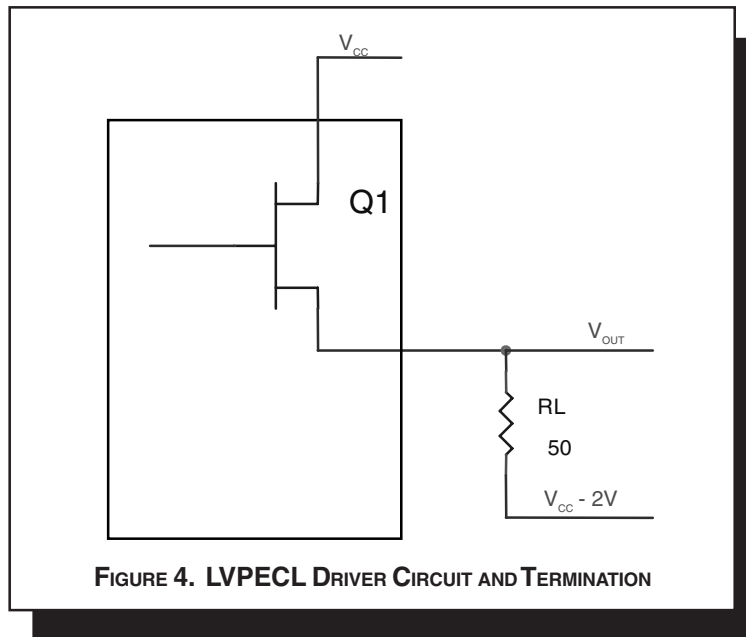 VCC
Q1
VOUT
RL
50
VCC - 2V
FIGURE 4. LVPECL DRIVER CIRCUIT AND TERMINATION